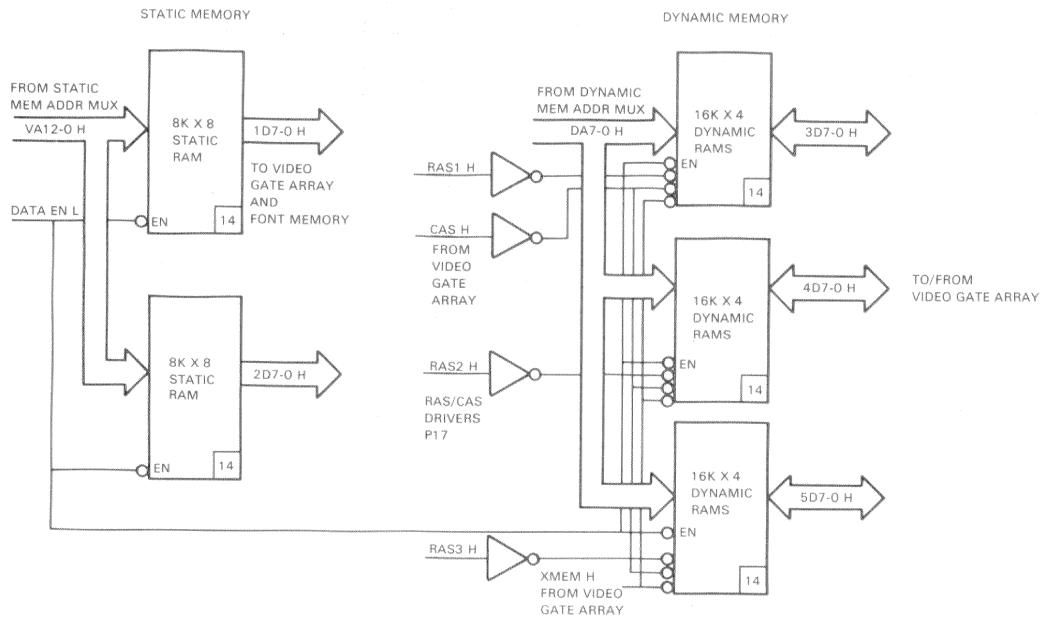 STATIC MEMORY
FROM STATIC
MEM ADDR MUX
VA12-0 H
8K X 8
STATIC
RAM
1D7-0 H
TO VIDEO
GATE ARRAY
AND
FONT MEMORY
DATA EN L
EN
14
8K X 8
STATIC
RAM
2D7-0 H
EN
14
DYNAMIC MEMORY
FROM DYNAMIC
MEM ADDR MUX
DA7-0 H
16K X 4
DYNAMIC
RAMS
3D7-0 H
RAS1 H
EN
14
CAS H
FROM
VIDEO
GATE
ARRAY
16K X 4
DYNAMIC
RAMS
4D7-0 H
TO/FROM
VIDEO GATE ARRAY
RAS2 H
EN
14
RAS/CAS
DRIVERS
P17
16K X 4
DYNAMIC
RAMS
5D7-0 H
EN
RAS3 H
14
XMEM H
FROM VIDEO
GATE ARRAY